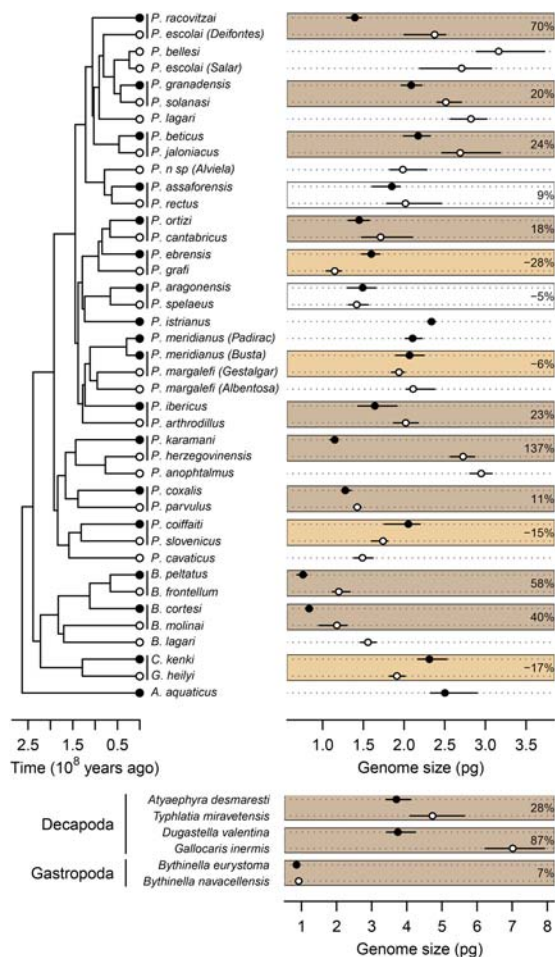 P. racovitzai
70%
P. escolai (Deifontes)
P. bellesi
P. escolai (Salar)
P. granadensis
20%
P. solanasi
P. lagari
P. beticus
24%
P. jaloniacus
P. n sp (Alviela)
P. assaforensis
9%
P. rectus
P. ortizi
18%
P. cantabricus
P. ebrensis
−28%
P. grafi
P. aragonensis
−5%
P. spelaeus
P. istrianus
P. meridianus (Padirac)
P. meridianus (Busta)
−6%
P. margalefi (Gestalgar)
P. margalefi (Albentosa)
P. ibericus
23%
P. arthrodillus
P. karamani
137%
P. herzegovinensis
P. anophtalmus
P. coxalis
11%
P. parvulus
P. coiffaiti
−15%
P. slovenicus
P. cavaticus
B. peltatus
58%
B. frontellum
B. cortesi
40%
B. molinai
B. lagari
C. kenki
−17%
G. heilyi
A. aquaticus
2.5 1.5 0.5
Time (10⁸ years ago)
1.0 1.5 2.0 2.5 3.0 3.5
Genome size (pg)
Decapoda
Atyaephyra desmaresti
28%
Typhlatia miravetensis
Dugastella valentina
87%
Gallocaris inermis
Gastropoda
Bythinella eurystoma
7%
Bythinella navacellensis
1 2 3 4 5 6 7 8
Genome size (pg)